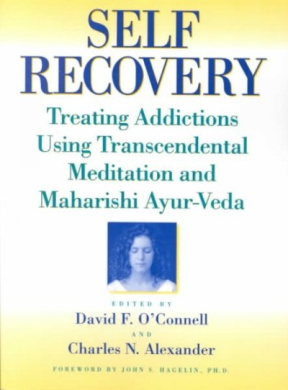 SELF
RECOVERY
Treating Addictions
Using Transcendental
Meditation and
Maharishi Ayur-Veda
EDITED BY
David F. O'Connell
AND
Charles N. Alexander
FOREWORD BY JOHN S. HAGELIN, PH.D.